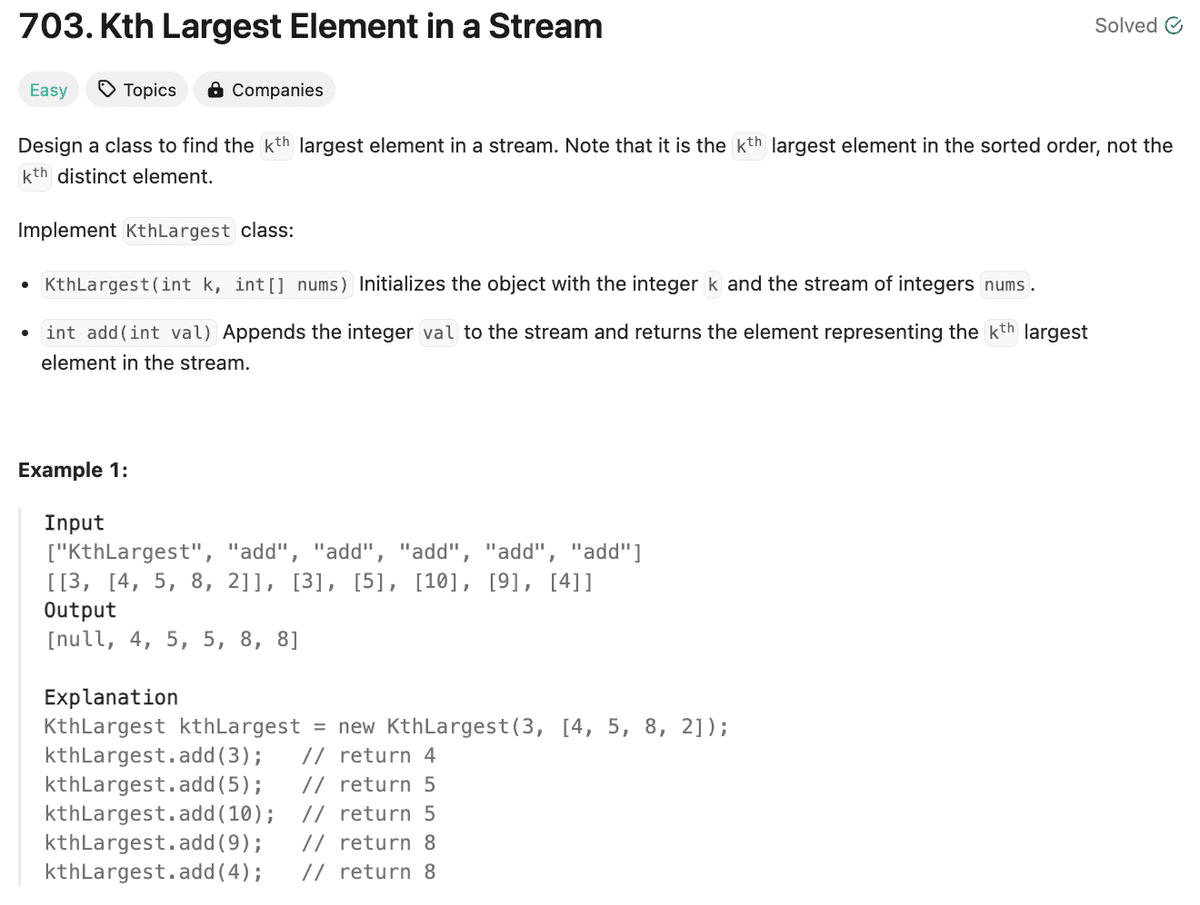 703. Kth Largest Element in a Stream
Solved
Easy
Topics
Companies
Design a class to find the kth largest element in a stream. Note that it is the kth largest element in the sorted order, not the
kth distinct element.
Implement KthLargest class:
• KthLargest(int k, int[] nums) Initializes the object with the integer k and the stream of integers nums.
• int add(int val) Appends the integer val to the stream and returns the element representing the kth largest
element in the stream.
Example 1:
Input
["KthLargest", "add", "add", "add", "add", "add"]
[[3, [4, 5, 8, 2]], [3], [5], [10], [9], [4]]
Output
[null, 4, 5, 5, 8, 8]
Explanation
KthLargest kthLargest = new KthLargest(3, [4, 5, 8, 2]);
kthLargest.add(3);   // return 4
kthLargest.add(5);   // return 5
kthLargest.add(10);  // return 5
kthLargest.add(9);   // return 8
kthLargest.add(4);   // return 8